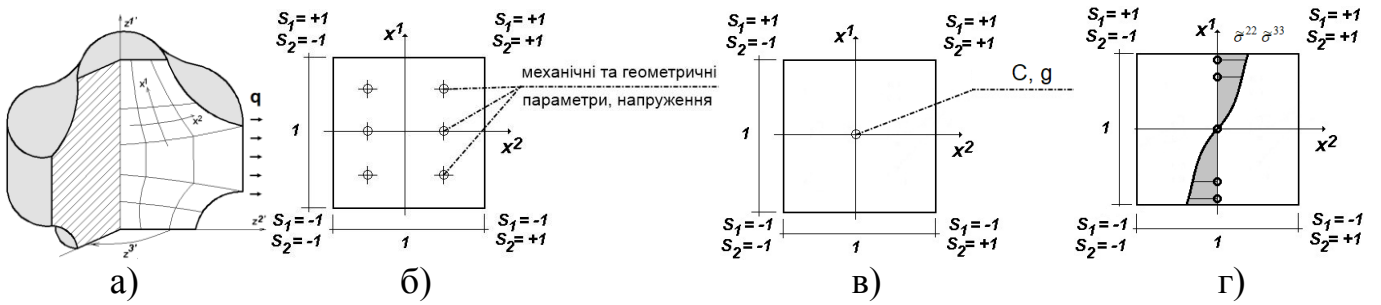 z1'
x1
x2
q
z2'
z3'
а)
S1= +1
S2= -1
S1= +1
S2= +1
x1
x2
1
механічні та геометричні
параметри, напруження
S1= -1
S2= -1
1
S1= -1
S2= +1
б)
S1= +1
S2= -1
S1= +1
S2= +1
x1
x2
1
C, g
S1= -1
S2= -1
1
S1= -1
S2= +1
в)
S1= +1
S2= -1
S1= +1
S2= +1
x1
σ̃22 σ̃33
x2
1
S1= -1
S2= -1
1
S1= -1
S2= +1
г)